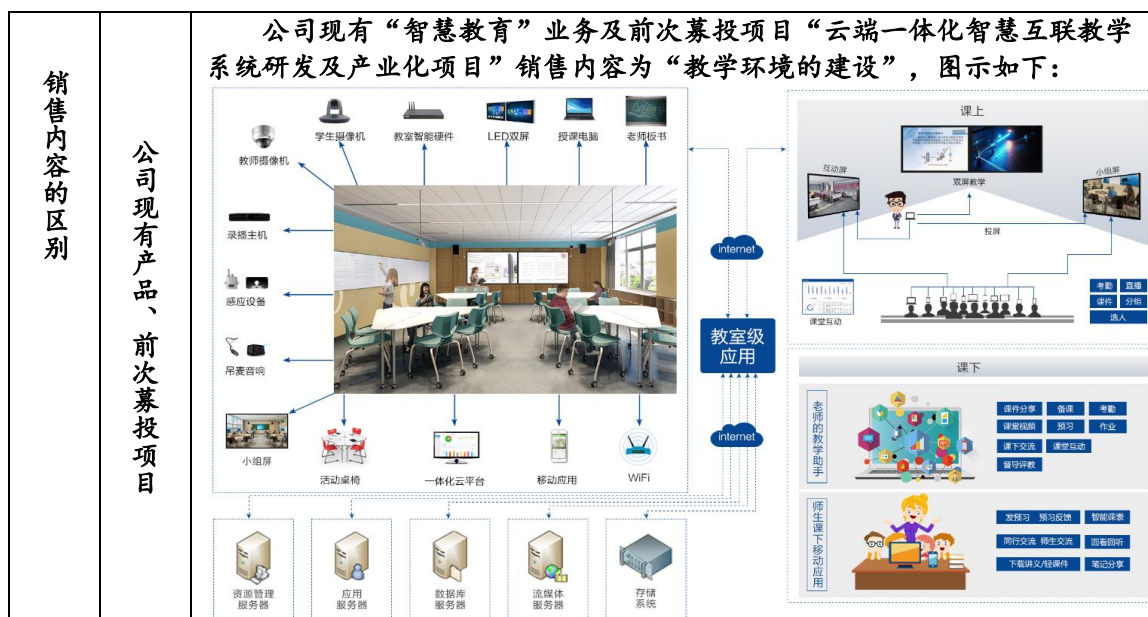 销售内容的区别
公司现有产品、前次募投项目
公司现有“智慧教育”业务及前次募投项目“云端一体化智慧互联教学
系统研发及产业化项目”销售内容为“教学环境的建设”，图示如下：
教师摄像机
学生摄像机
教室智能硬件
LED双屏
授课电脑
老师板书
录播主机
感应设备
吊麦音响
小组屏
活动桌椅
一体化云平台
移动应用
WiFi
资源管理
服务器
应用
服务器
数据库
服务器
流媒体
服务器
存储
系统
internet
教室级
应用
internet
课上
互动屏
双屏教学
小组屏
投屏
课堂互动
考勤 直播
课件 分组
选人
课下
老师的教学助手
课件分享 备课 考勤
课堂视频 预习 作业
课下交流 课堂互动
督导评教
师生课下移动应用
发预习 预习反馈 智能课表
同行交流 师生交流 回看回听
下载讲义/轻课件 笔记分享